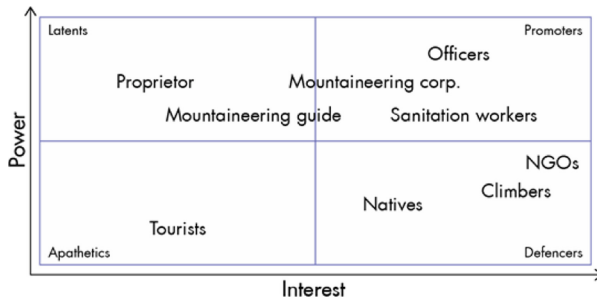 Latents
Promoters
Officers
Proprietor
Mountaineering corp.
Mountaineering guide
Sanitation workers
Power
NGOs
Climbers
Natives
Tourists
Apathetics
Defencers
Interest